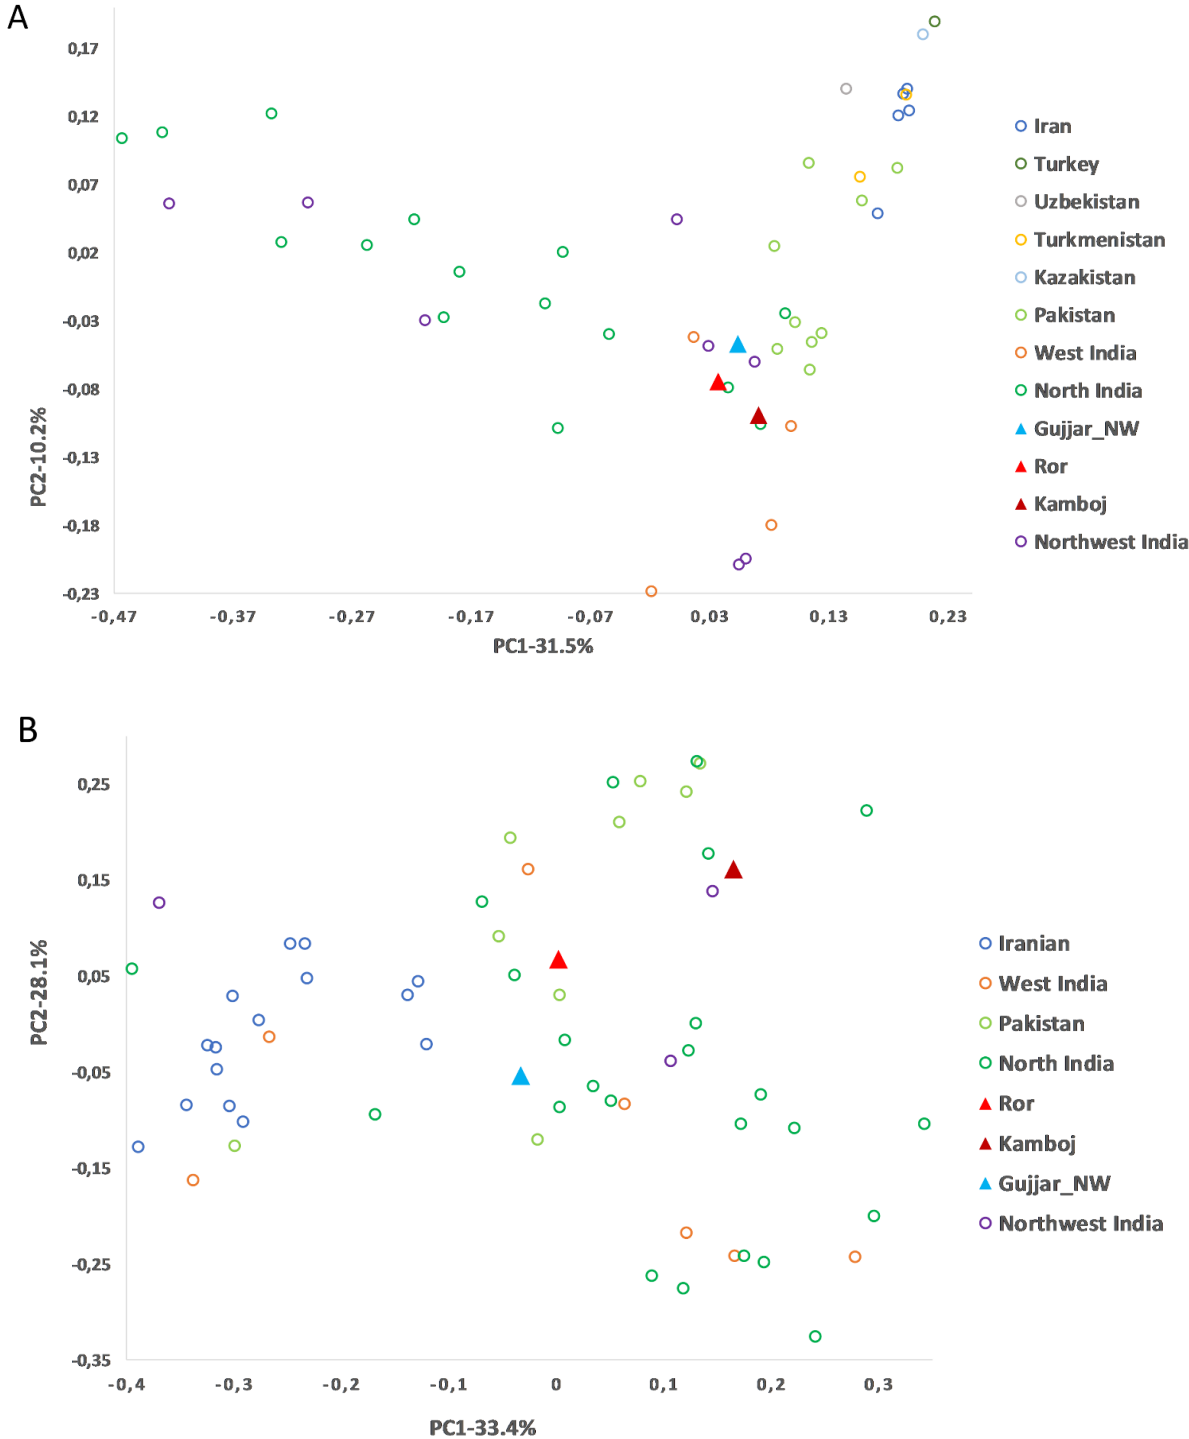 A
0,17
0,12
0,07
0,02
-0,03
-0,08
-0,13
-0,18
-0,23
PC2-10.2%
-0,47 -0,37 -0,27 -0,17 -0,07 0,03 0,13 0,23
PC1-31.5%
Iran
Turkey
Uzbekistan
Turkmenistan
Kazakistan
Pakistan
West India
North India
Gujjar_NW
Ror
Kamboj
Northwest India
B
0,25
0,15
0,05
-0,05
-0,15
-0,25
-0,35
PC2-28.1%
-0,4 -0,3 -0,2 -0,1 0 0,1 0,2 0,3
PC1-33.4%
Iranian
West India
Pakistan
North India
Ror
Kamboj
Gujjar_NW
Northwest India